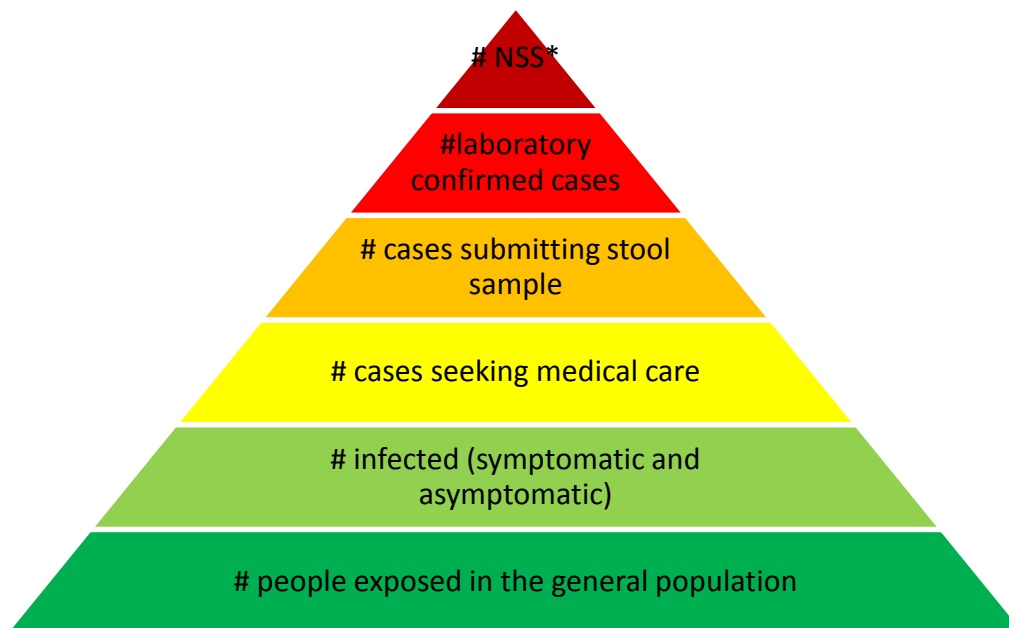 # NSS*
#laboratory
confirmed cases
# cases submitting stool
sample
# cases seeking medical care
# infected (symptomatic and
asymptomatic)
# people exposed in the general population